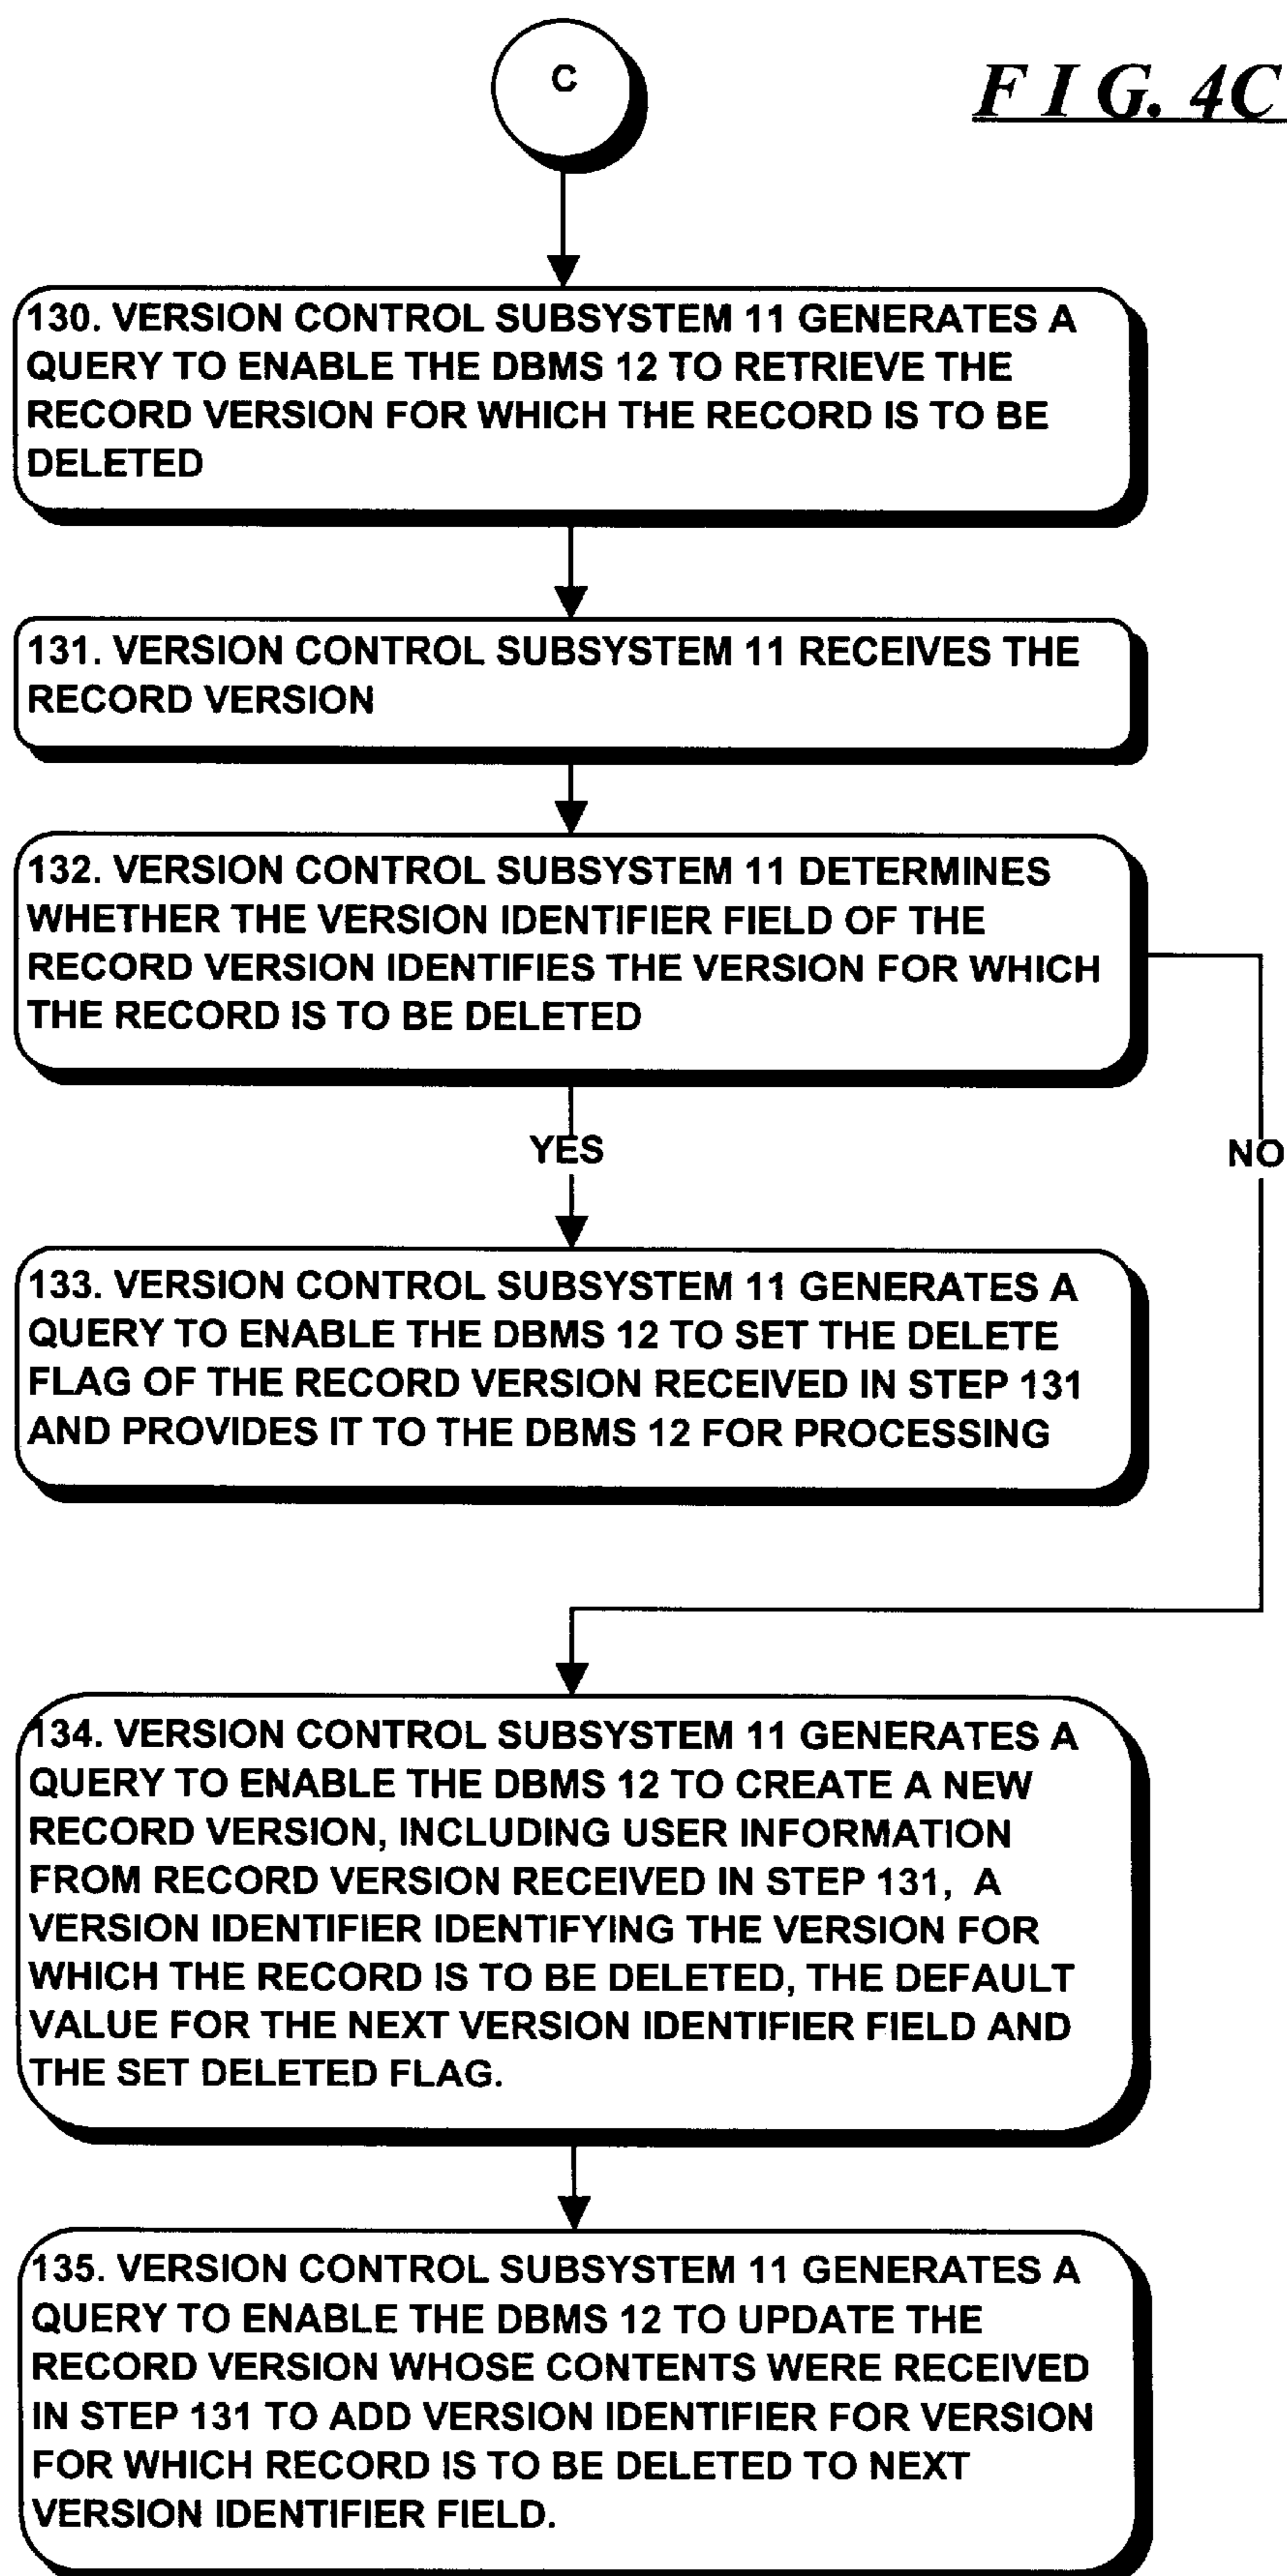 C
FIG. 4C
130. VERSION CONTROL SUBSYSTEM 11 GENERATES A
QUERY TO ENABLE THE DBMS 12 TO RETRIEVE THE
RECORD VERSION FOR WHICH THE RECORD IS TO BE
DELETED
131. VERSION CONTROL SUBSYSTEM 11 RECEIVES THE
RECORD VERSION
132. VERSION CONTROL SUBSYSTEM 11 DETERMINES
WHETHER THE VERSION IDENTIFIER FIELD OF THE
RECORD VERSION IDENTIFIES THE VERSION FOR WHICH
THE RECORD IS TO BE DELETED
YES
NO
133. VERSION CONTROL SUBSYSTEM 11 GENERATES A
QUERY TO ENABLE THE DBMS 12 TO SET THE DELETE
FLAG OF THE RECORD VERSION RECEIVED IN STEP 131
AND PROVIDES IT TO THE DBMS 12 FOR PROCESSING
134. VERSION CONTROL SUBSYSTEM 11 GENERATES A
QUERY TO ENABLE THE DBMS 12 TO CREATE A NEW
RECORD VERSION, INCLUDING USER INFORMATION
FROM RECORD VERSION RECEIVED IN STEP 131, A
VERSION IDENTIFIER IDENTIFYING THE VERSION FOR
WHICH THE RECORD IS TO BE DELETED, THE DEFAULT
VALUE FOR THE NEXT VERSION IDENTIFIER FIELD AND
THE SET DELETED FLAG.
135. VERSION CONTROL SUBSYSTEM 11 GENERATES A
QUERY TO ENABLE THE DBMS 12 TO UPDATE THE
RECORD VERSION WHOSE CONTENTS WERE RECEIVED
IN STEP 131 TO ADD VERSION IDENTIFIER FOR VERSION
FOR WHICH RECORD IS TO BE DELETED TO NEXT
VERSION IDENTIFIER FIELD.